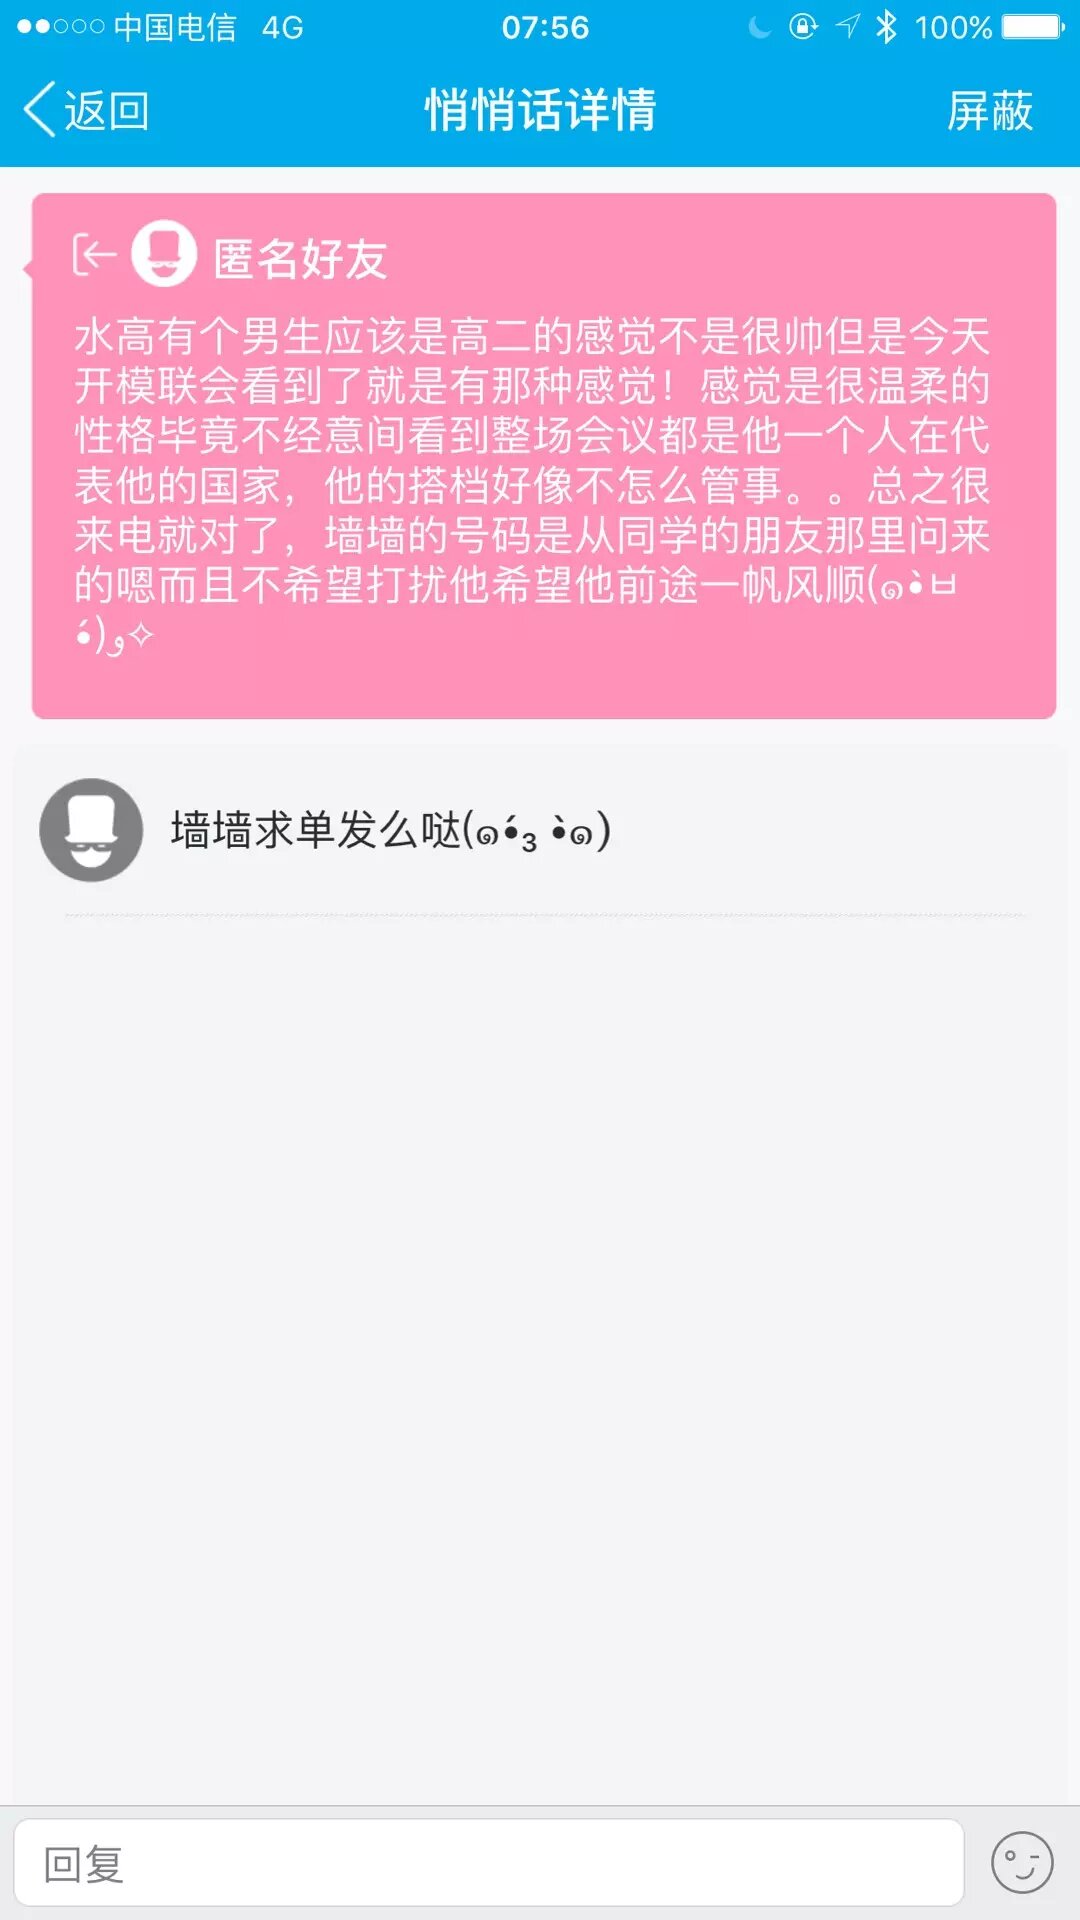 中国电信 4G 07:56 100%
返回 悄悄话详情 屏蔽
匿名好友
水高有个男生应该是高二的感觉不是很帅但是今天
开模联会看到了就是有那种感觉！感觉是很温柔的
性格毕竟不经意间看到整场会议都是他一个人在代
表他的国家，他的搭档好像不怎么管事。。总之很
来电就对了，墙墙的号码是从同学的朋友那里问来
的嗯而且不希望打扰他希望他前途一帆风顺(๑•̀ㅂ
•́)و✧
墙墙求单发么哒(๑•́₃ •̀๑)
回复